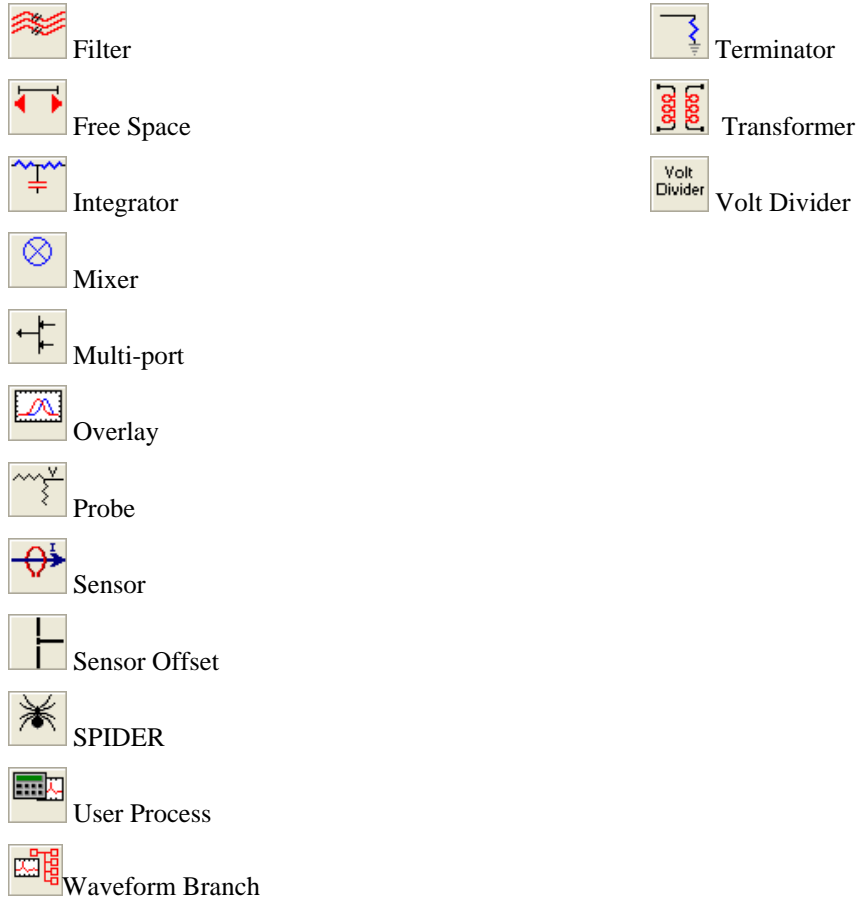 Filter
Free Space
Integrator
Mixer
Multi-port
Overlay
V
Probe
I
Sensor
Sensor Offset
SPIDER
User Process
Waveform Branch
Terminator
Transformer
Volt
Divider
Volt Divider